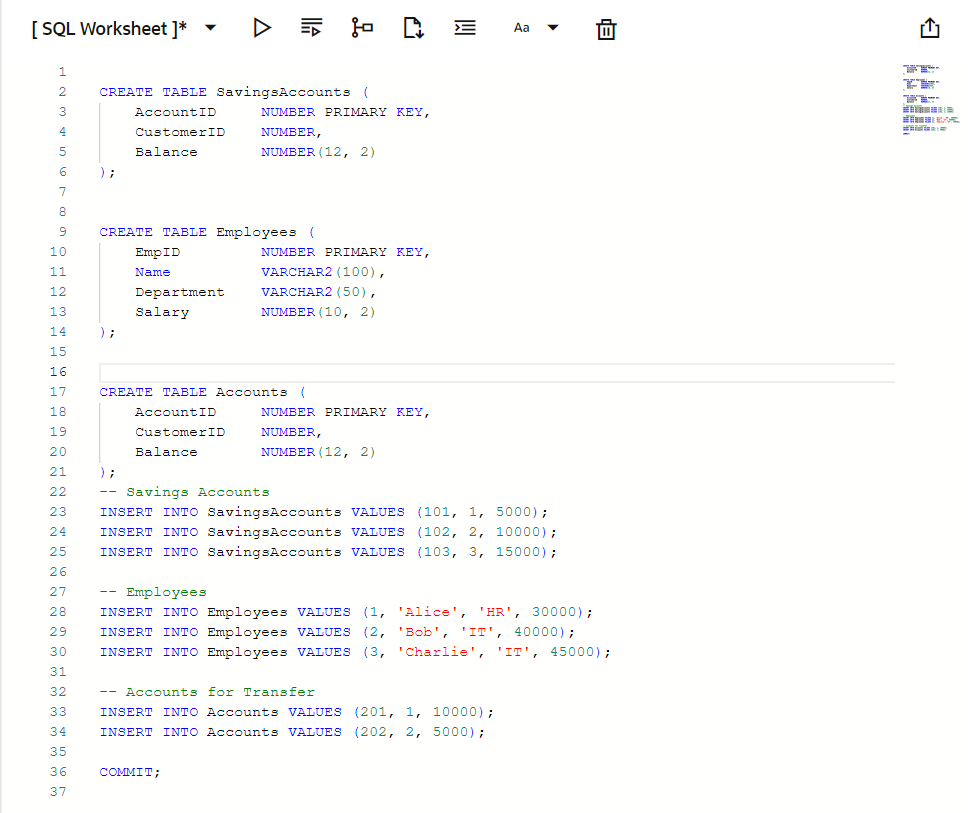 [ SQL Worksheet ]* Aa
1
2 CREATE TABLE SavingsAccounts (
3 AccountID NUMBER PRIMARY KEY,
4 CustomerID NUMBER,
5 Balance NUMBER(12, 2)
6 );
7
8
9 CREATE TABLE Employees (
10 EmpID NUMBER PRIMARY KEY,
11 Name VARCHAR2(100),
12 Department VARCHAR2(50),
13 Salary NUMBER(10, 2)
14 );
15
16
17 CREATE TABLE Accounts (
18 AccountID NUMBER PRIMARY KEY,
19 CustomerID NUMBER,
20 Balance NUMBER(12, 2)
21 );
22 -- Savings Accounts
23 INSERT INTO SavingsAccounts VALUES (101, 1, 5000);
24 INSERT INTO SavingsAccounts VALUES (102, 2, 10000);
25 INSERT INTO SavingsAccounts VALUES (103, 3, 15000);
26
27 -- Employees
28 INSERT INTO Employees VALUES (1, 'Alice', 'HR', 30000);
29 INSERT INTO Employees VALUES (2, 'Bob', 'IT', 40000);
30 INSERT INTO Employees VALUES (3, 'Charlie', 'IT', 45000);
31
32 -- Accounts for Transfer
33 INSERT INTO Accounts VALUES (201, 1, 10000);
34 INSERT INTO Accounts VALUES (202, 2, 5000);
35
36 COMMIT;
37